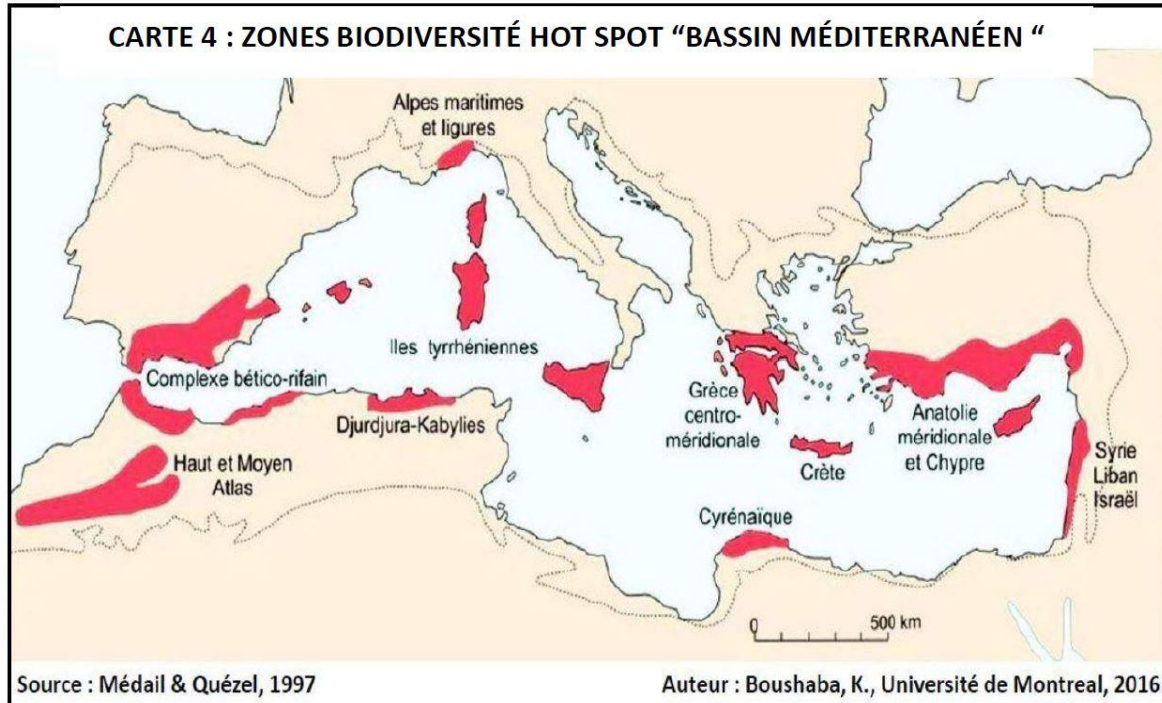 CARTE 4 : ZONES BIODIVERSITÉ HOT SPOT “BASSIN MÉDITERRANÉEN “
Alpes maritimes
et ligures
Iles tyrrhéniennes
Complexe bético-rifain
Djurdjura-Kabylies
Haut et Moyen
Atlas
Grèce
centro-
méridionale
Crète
Anatolie
méridionale
et Chypre
Syrie
Liban
Israël
Cyrénaïque
0
500 km
Source : Médail & Quézel, 1997
Auteur : Boushaba, K., Université de Montreal, 2016